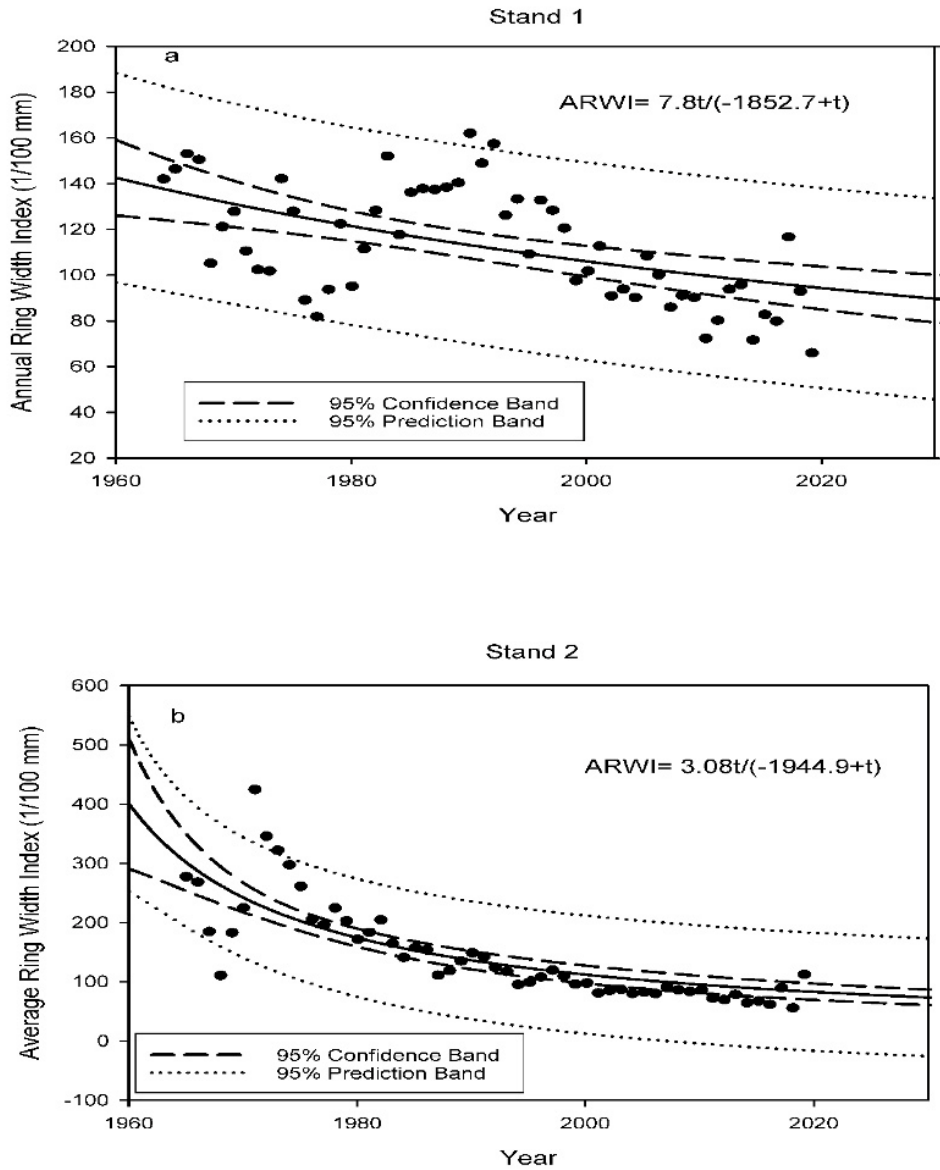 Stand 1
a
ARWI= 7.8t/(-1852.7+t)
Annual Ring Width Index (1/100 mm)
200
180
160
140
120
100
80
60
40
20
95% Confidence Band
95% Prediction Band
1960
1980
2000
2020
Year
Stand 2
b
ARWI= 3.08t/(-1944.9+t)
Average Ring Width Index (1/100 mm)
600
500
400
300
200
100
0
-100
95% Confidence Band
95% Prediction Band
1960
1980
2000
2020
Year